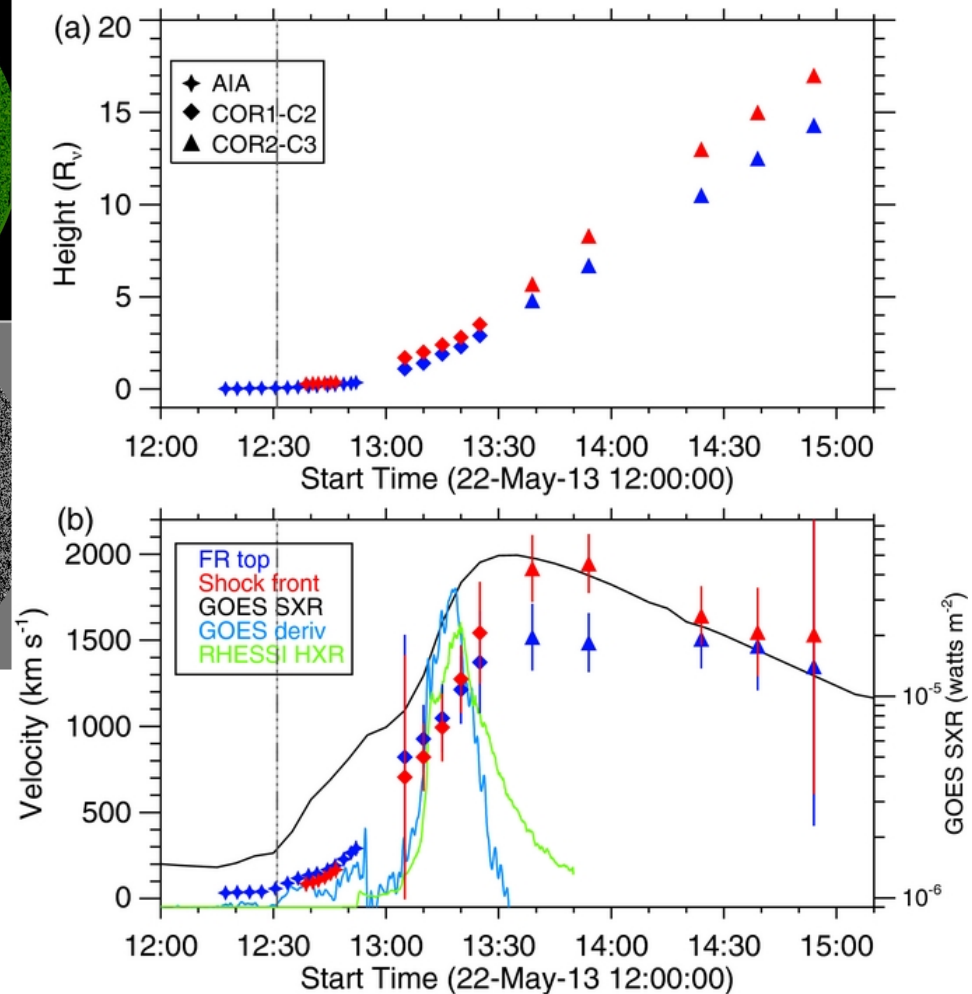 (a)
20
15
10
5
0
Height (Rᵥ)
AIA
COR1-C2
COR2-C3
12:00 12:30 13:00 13:30 14:00 14:30 15:00
Start Time (22-May-13 12:00:00)
(b)
2000
1500
1000
500
0
Velocity (km s⁻¹)
FR top
Shock front
GOES SXR
GOES deriv
RHESSI HXR
10⁻⁵
10⁻⁶
GOES SXR (watts m⁻²)
12:00 12:30 13:00 13:30 14:00 14:30 15:00
Start Time (22-May-13 12:00:00)